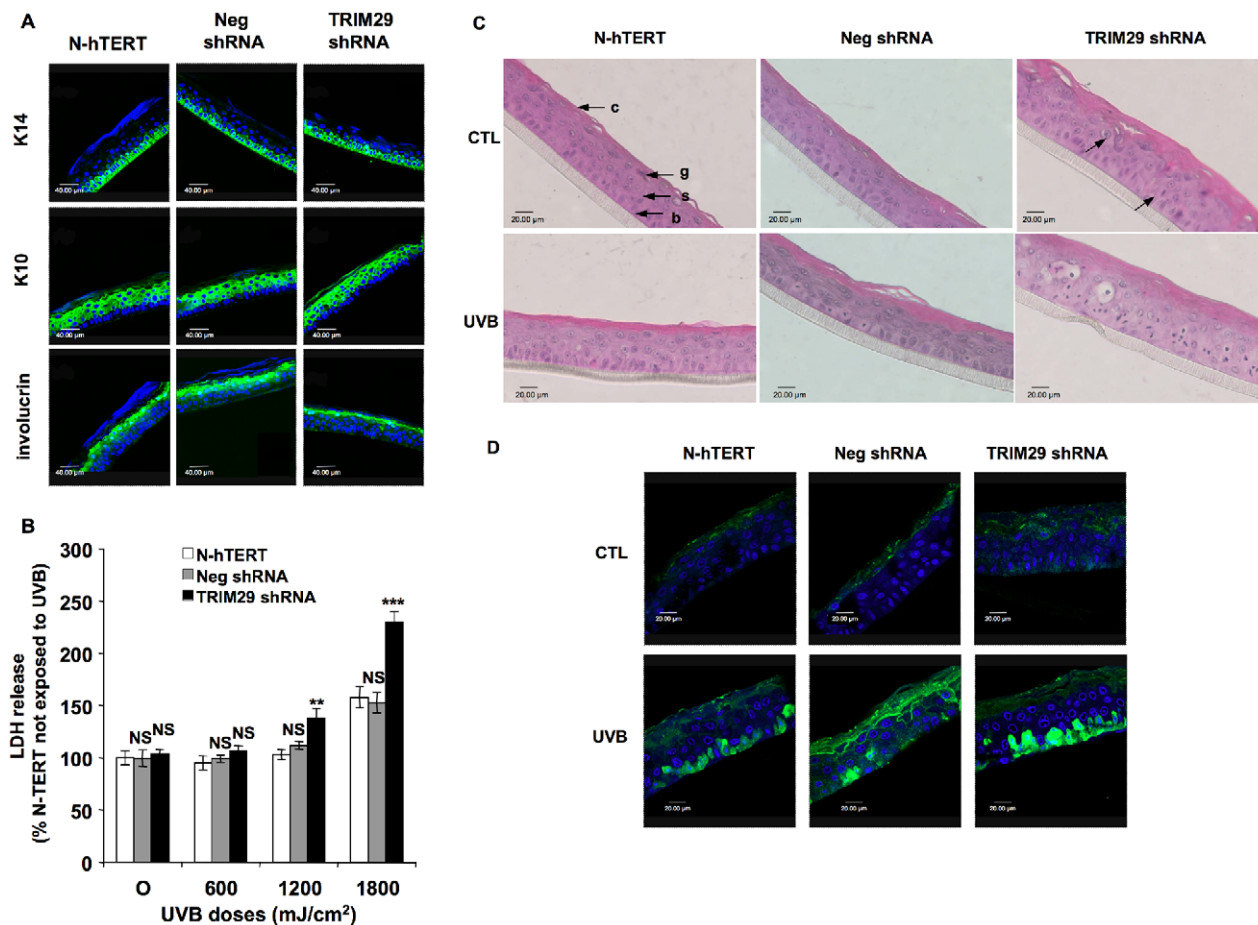 A
N-hTERT
Neg
shRNA
TRIM29
shRNA
K14
40.00 µm
40.00 µm
40.00 µm
K10
40.00 µm
40.00 µm
40.00 µm
involucrin
40.00 µm
40.00 µm
40.00 µm
B
LDH release
(% N-TERT not exposed to UVB)
300
250
200
150
100
50
0
N-hTERT
Neg shRNA
TRIM29 shRNA
NS
NS
NS
NS
NS
**
NS
***
O
600
1200
1800
UVB doses (mJ/cm²)
C
N-hTERT
Neg shRNA
TRIM29 shRNA
CTL
c
g
s
b
20.00 µm
20.00 µm
20.00 µm
UVB
20.00 µm
20.00 µm
20.00 µm
D
N-hTERT
Neg shRNA
TRIM29 shRNA
CTL
20.00 µm
20.00 µm
20.00 µm
UVB
20.00 µm
20.00 µm
20.00 µm